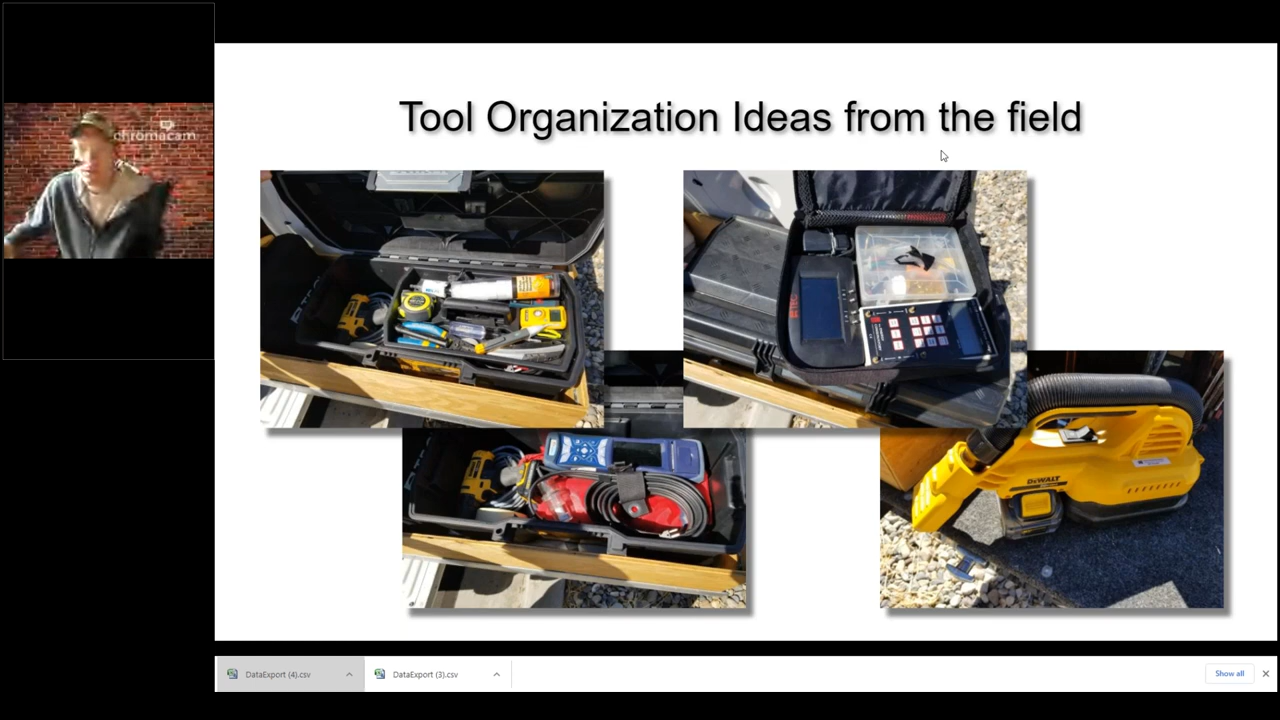 chromacam
Tool Organization Ideas from the field
DEWALT
DataExport (4).csv
DataExport (3).csv
Show all